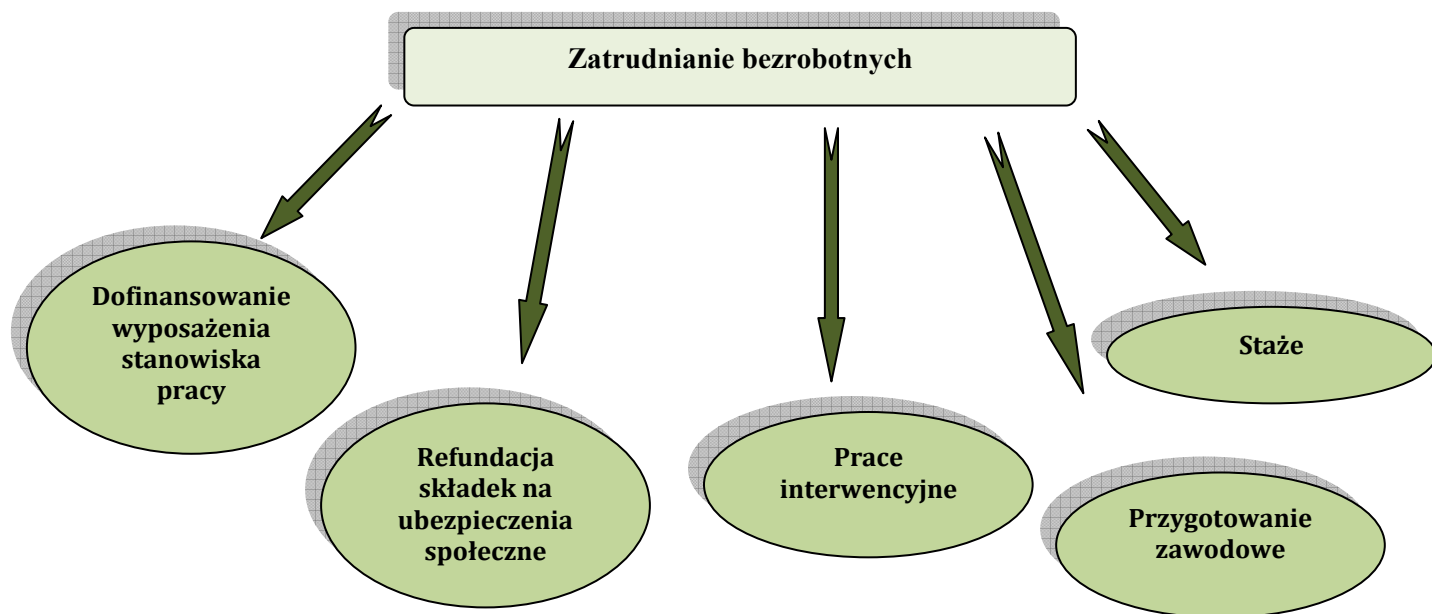 Zatrudnianie bezrobotnych
Dofinansowanie
wyposażenia
stanowiska
pracy
Refundacja
składek na
ubezpieczenia
społeczne
Prace
interwencyjne
Przygotowanie
zawodowe
Staże